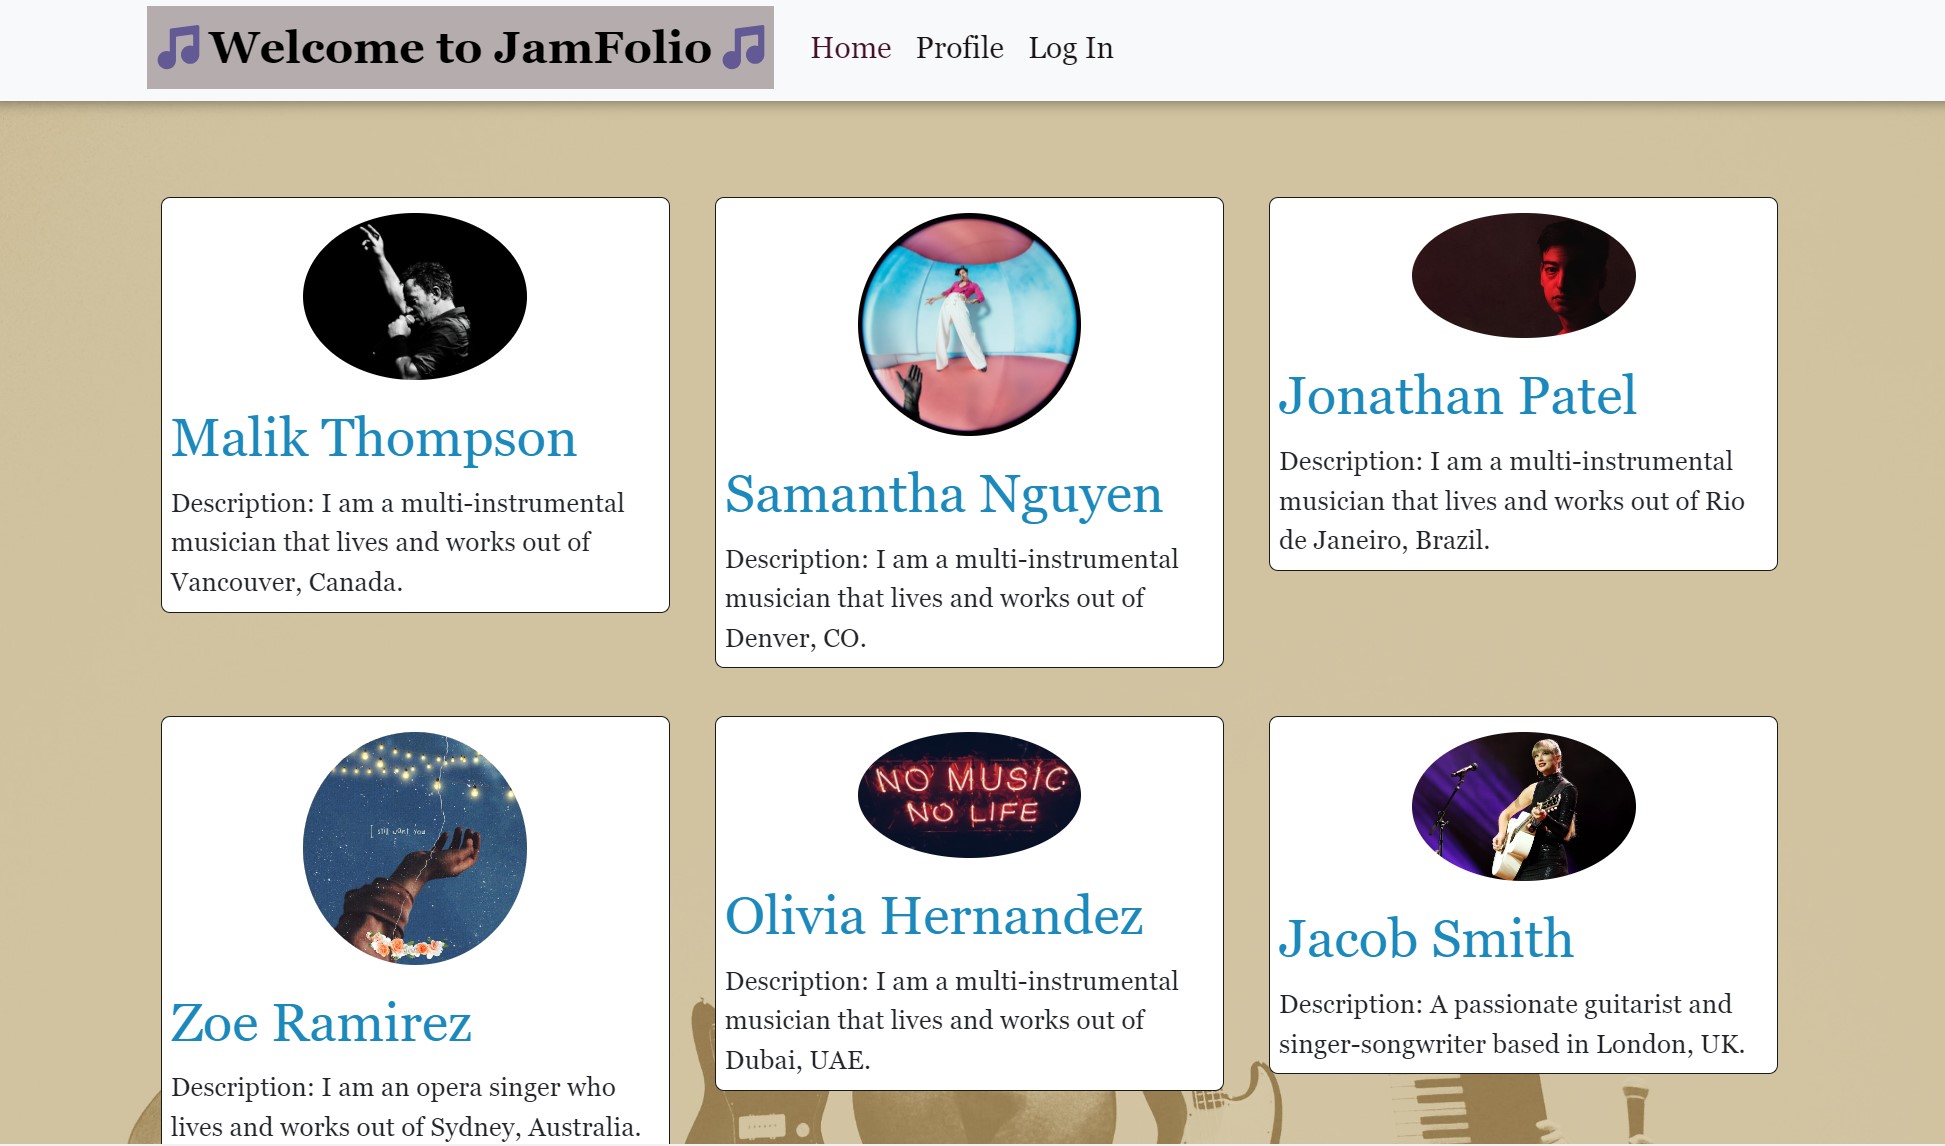 Welcome to JamFolio
Home Profile Log In
Malik Thompson
Description: I am a multi-instrumental
musician that lives and works out of
Vancouver, Canada.
Samantha Nguyen
Description: I am a multi-instrumental
musician that lives and works out of
Denver, CO.
Jonathan Patel
Description: I am a multi-instrumental
musician that lives and works out of Rio
de Janeiro, Brazil.
[ still want you
Zoe Ramirez
Description: I am an opera singer who
lives and works out of Sydney, Australia.
NO MUSIC
NO LIFE
Olivia Hernandez
Description: I am a multi-instrumental
musician that lives and works out of
Dubai, UAE.
Jacob Smith
Description: A passionate guitarist and
singer-songwriter based in London, UK.